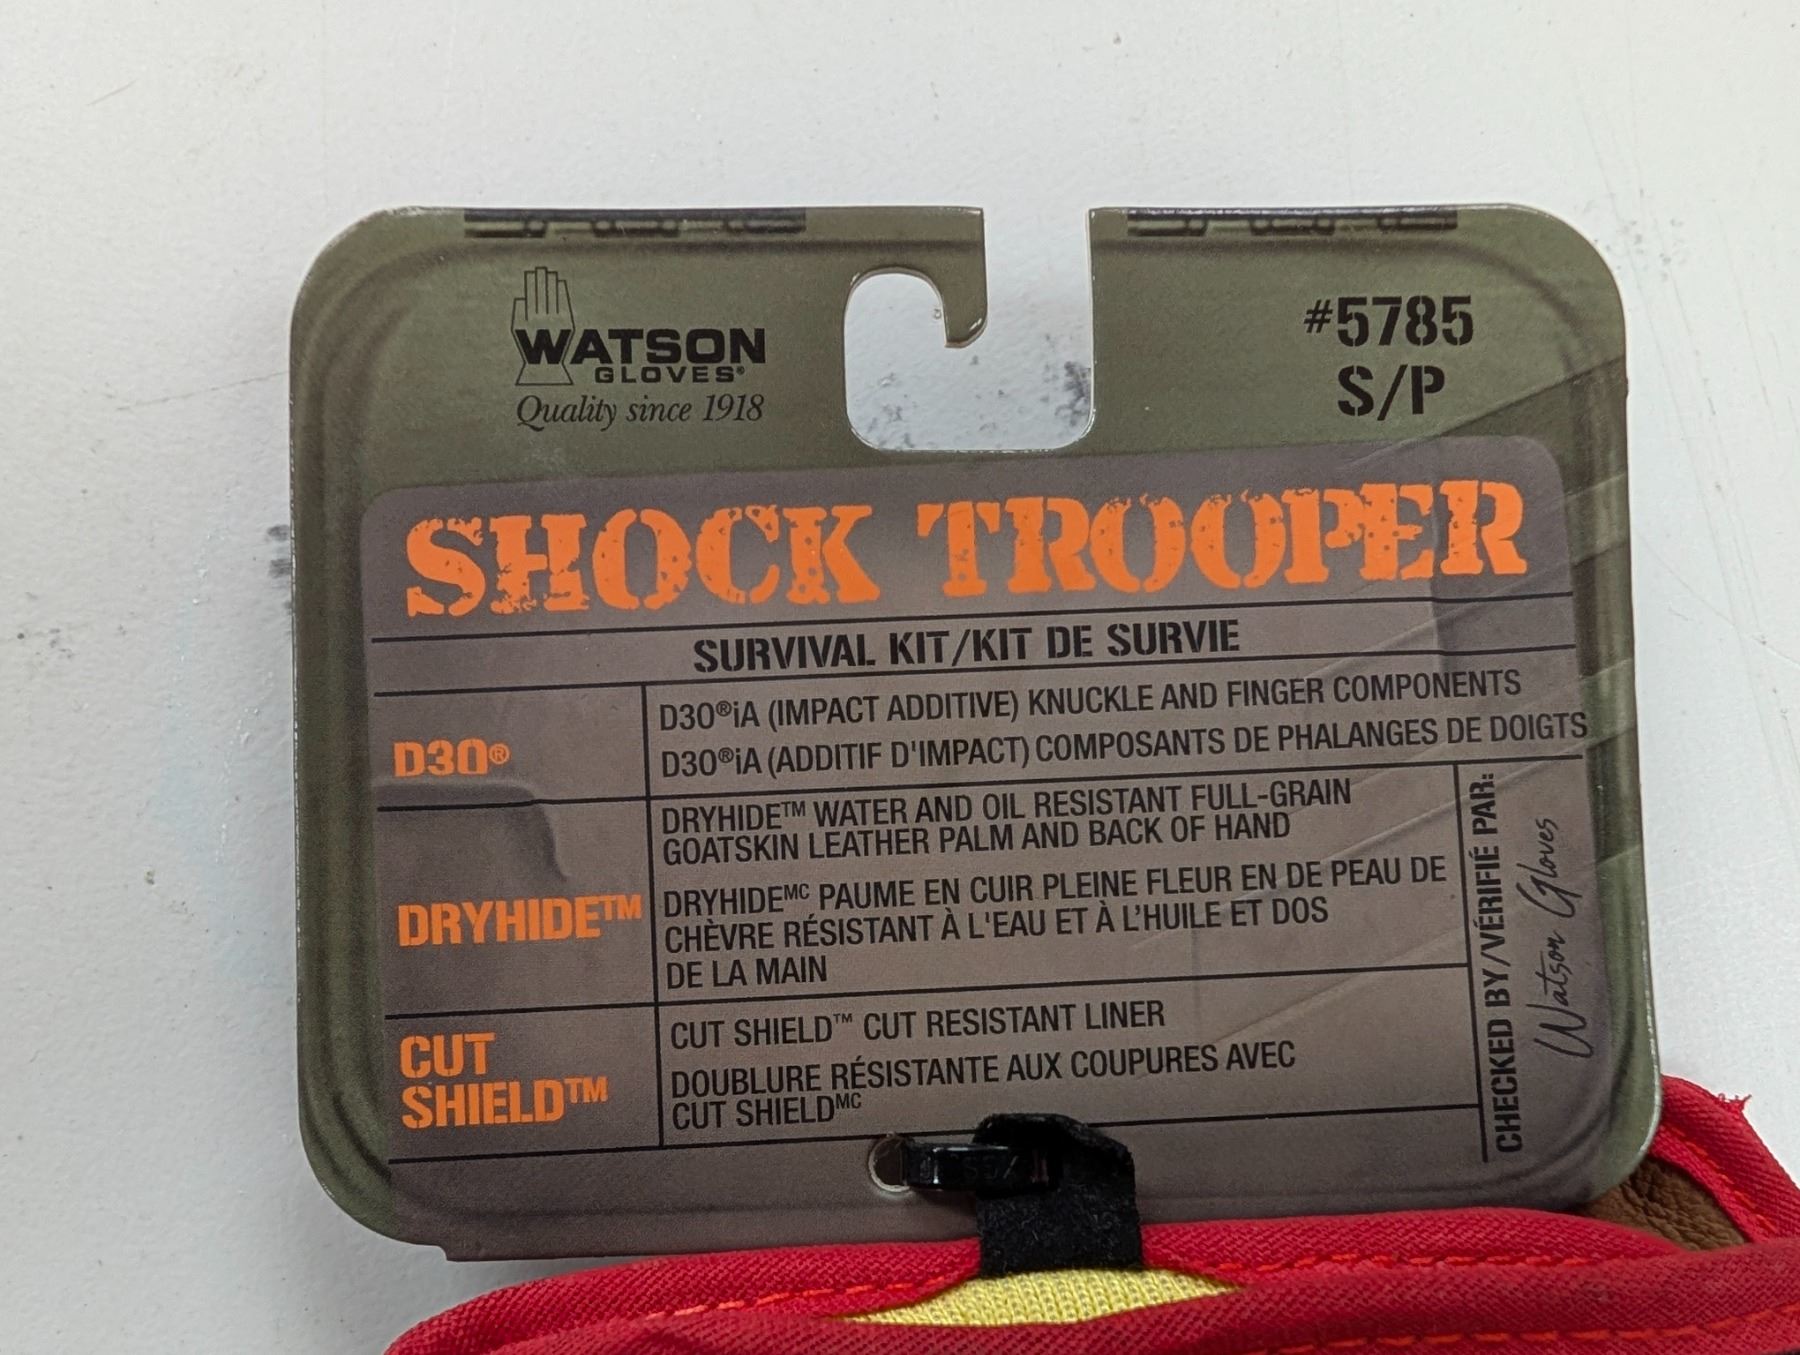 WATSON
GLOVES®
Quality since 1918
#5785
S/P
SHOCK TROOPER
SURVIVAL KIT/KIT DE SURVIE
D30®
D30®iA (IMPACT ADDITIVE) KNUCKLE AND FINGER COMPONENTS
D30®iA (ADDITIF D'IMPACT) COMPOSANTS DE PHALANGES DE DOIGTS
DRYHIDE™
DRYHIDE™ WATER AND OIL RESISTANT FULL-GRAIN
GOATSKIN LEATHER PALM AND BACK OF HAND
DRYHIDEMC PAUME EN CUIR PLEINE FLEUR EN DE PEAU DE
CHÈVRE RÉSISTANT À L'EAU ET À L'HUILE ET DOS
DE LA MAIN
CUT
SHIELD™
CUT SHIELD™ CUT RESISTANT LINER
DOUBLURE RÉSISTANTE AUX COUPURES AVEC
CUT SHIELDMC
CHECKED BY/VÉRIFIÉ PAR:
Watson Gloves